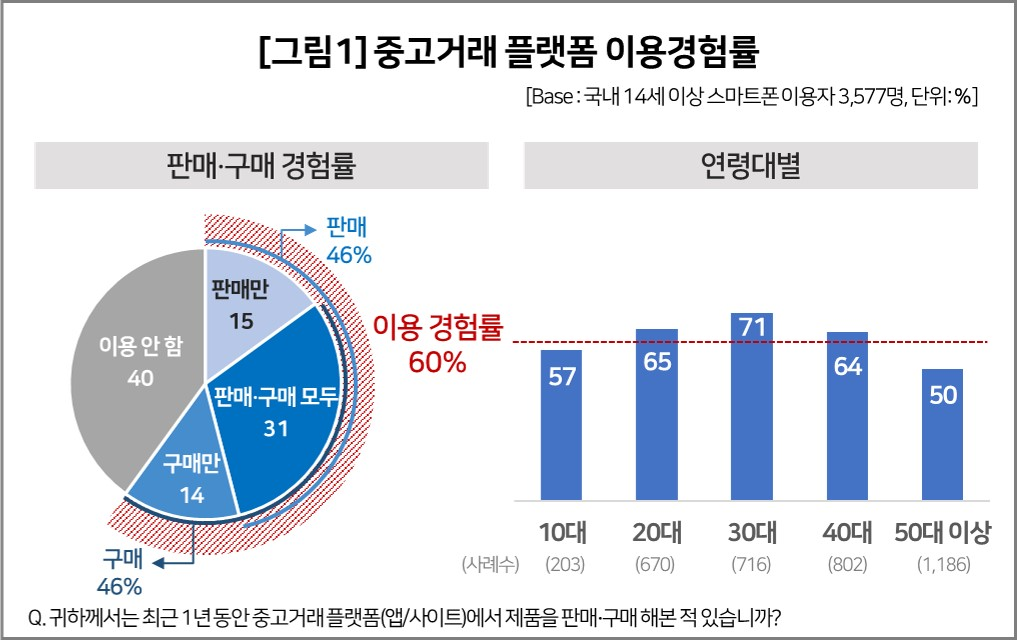 [그림1] 중고거래 플랫폼 이용경험률
[Base : 국내 14세 이상 스마트폰 이용자 3,577명, 단위: %]
판매·구매 경험률
판매
46%
판매만
15
이용 안 함
40
이용 경험률
60%
판매·구매 모두
31
구매만
14
구매
46%
연령대별
57
65
71
64
50
10대
20대
30대
40대
50대 이상
(사례수)
(203)
(670)
(716)
(802)
(1,186)
Q. 귀하께서는 최근 1년 동안 중고거래 플랫폼(앱/사이트)에서 제품을 판매·구매 해본 적 있습니까?